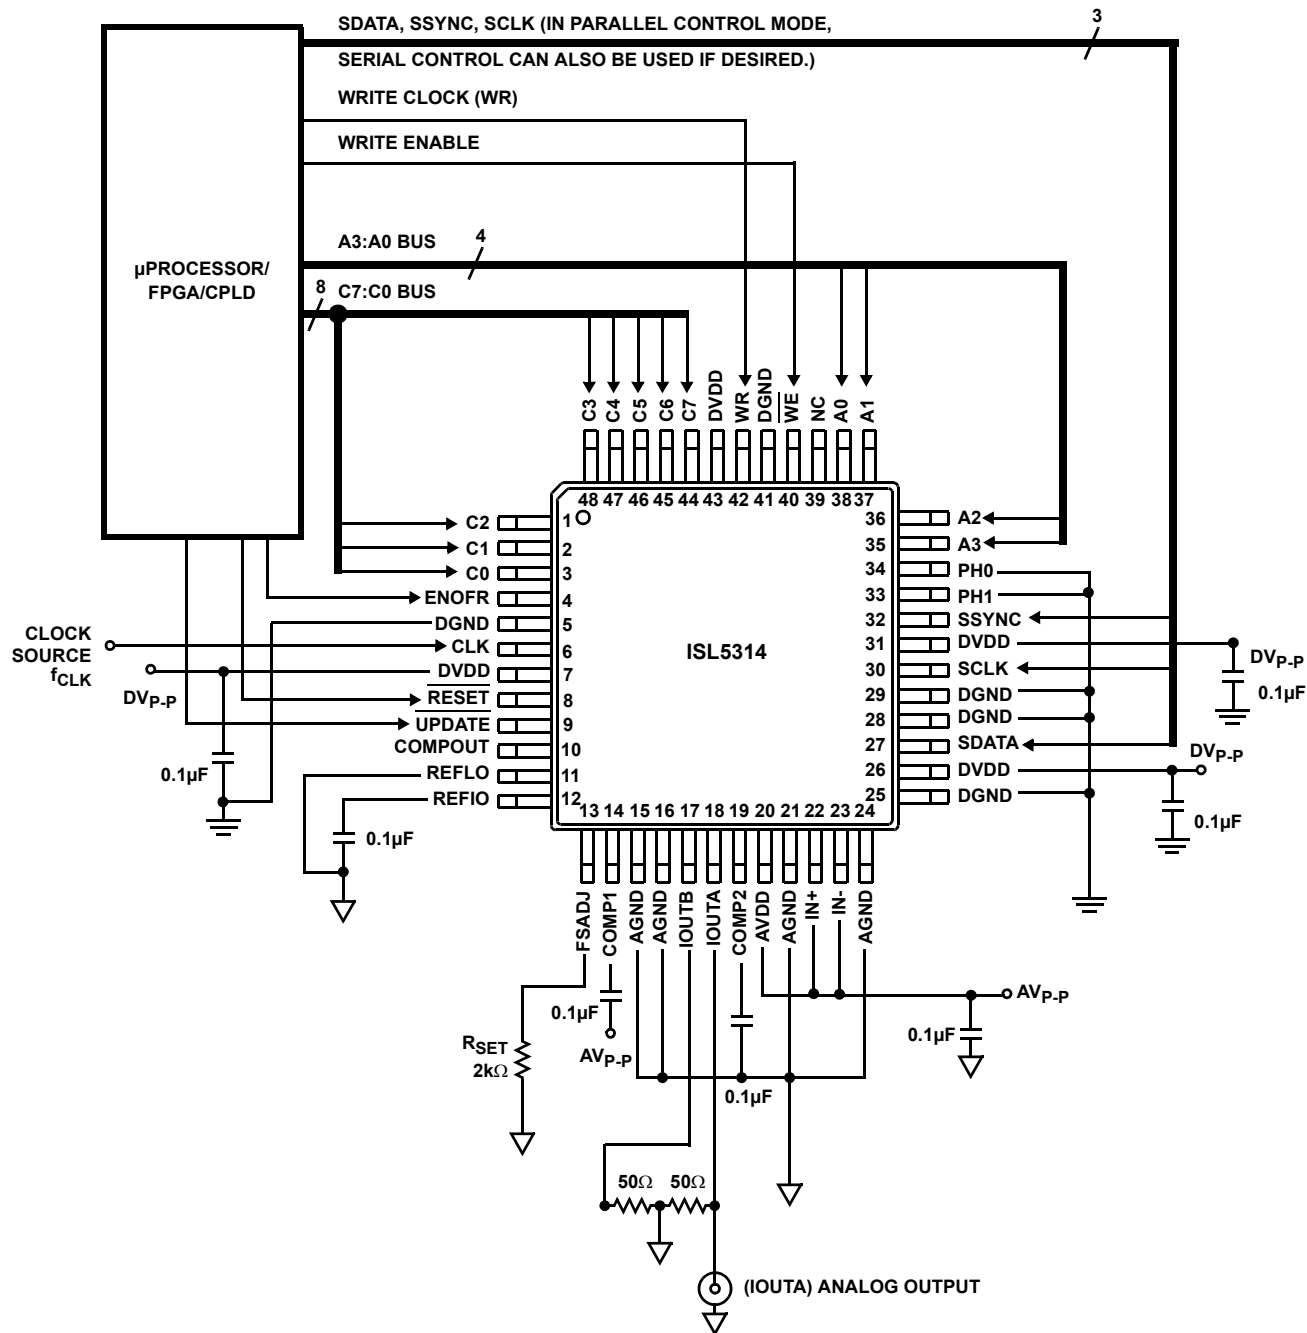 SDATA, SSYNC, SCLK (IN PARALLEL CONTROL MODE,
3
SERIAL CONTROL CAN ALSO BE USED IF DESIRED.)
WRITE CLOCK (WR)
WRITE ENABLE
A3:A0 BUS
4
µPROCESSOR/
FPGA/CPLD
8
C7:C0 BUS
C3
C4
C5
C6
C7
DVDD
WR
DGND
WE
NC
A0
A1
48 47 46 45 44 43 42 41 40 39 38 37
C2
1
C1
2
C0
3
ENOFR
4
DGND
5
CLOCK
SOURCE
fCLK
CLK
6
DVP-P
DVDD
7
RESET
8
UPDATE
9
COMPOUT
10
0.1µF
REFLO
11
REFIO
12
0.1µF
ISL5314
36
A2
35
A3
34
PH0
33
PH1
32
SSYNC
31
DVDD
DVP-P
0.1µF
30
SCLK
29
DGND
28
DGND
27
SDATA
26
DVDD
DVP-P
0.1µF
25
DGND
13 14 15 16 17 18 19 20 21 22 23 24
FSADJ
COMP1
AGND
AGND
IOUTB
IOUTA
COMP2
AVDD
AGND
IN+
IN-
AGND
0.1µF
AVP-P
RSET
2kΩ
0.1µF
AVP-P
0.1µF
50Ω
50Ω
(IOUTA) ANALOG OUTPUT